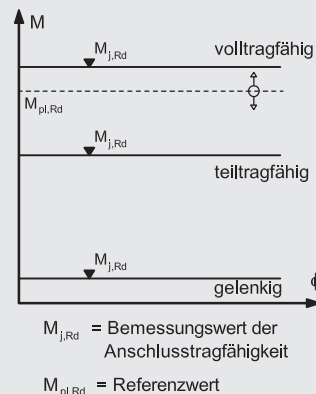 M
M_j,Rd
volltragfähig
M_pl,Rd
M_j,Rd
teiltragfähig
M_j,Rd
gelenkig
ϕ
M_j,Rd = Bemessungswert der
Anschlusstragfähigkeit
M_pl,Rd = Referenzwert